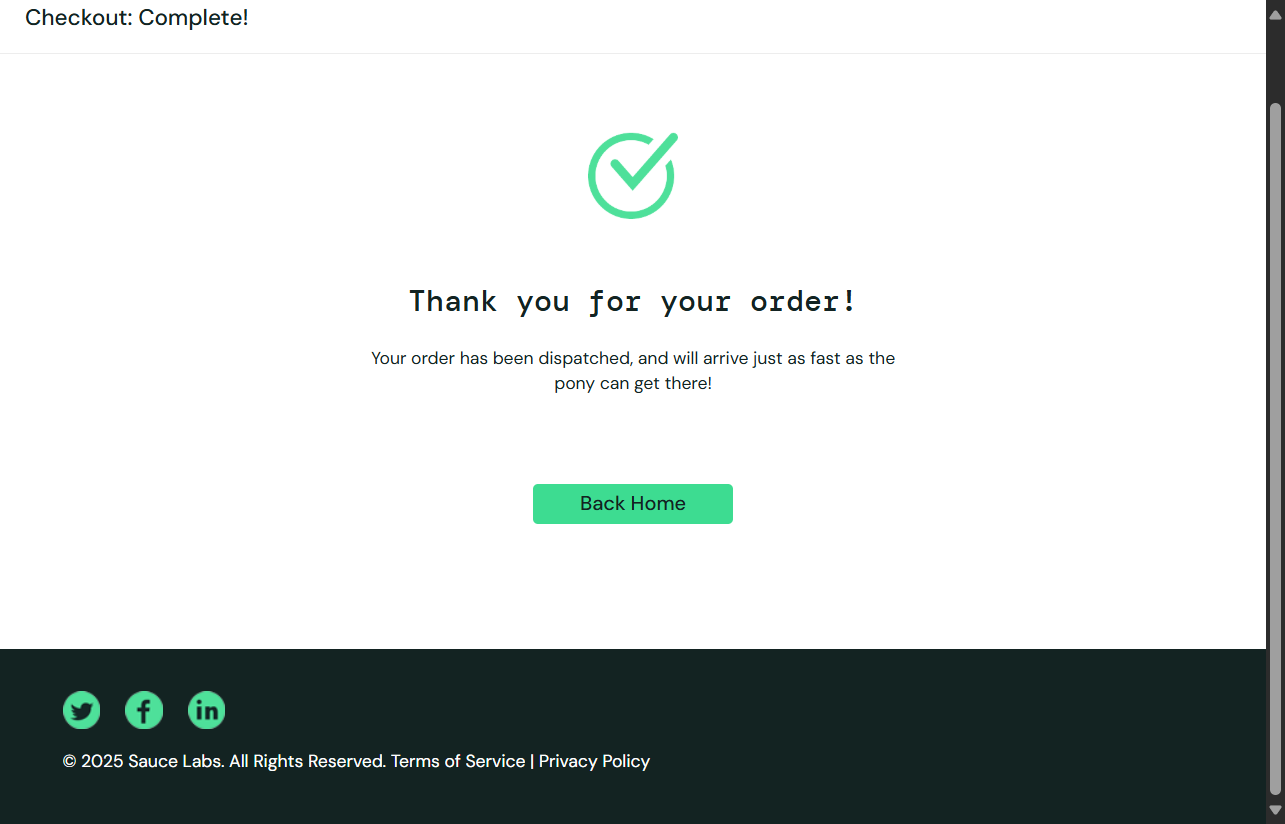 Checkout: Complete!
Thank you for your order!
Your order has been dispatched, and will arrive just as fast as the
pony can get there!
Back Home
© 2025 Sauce Labs. All Rights Reserved. Terms of Service | Privacy Policy